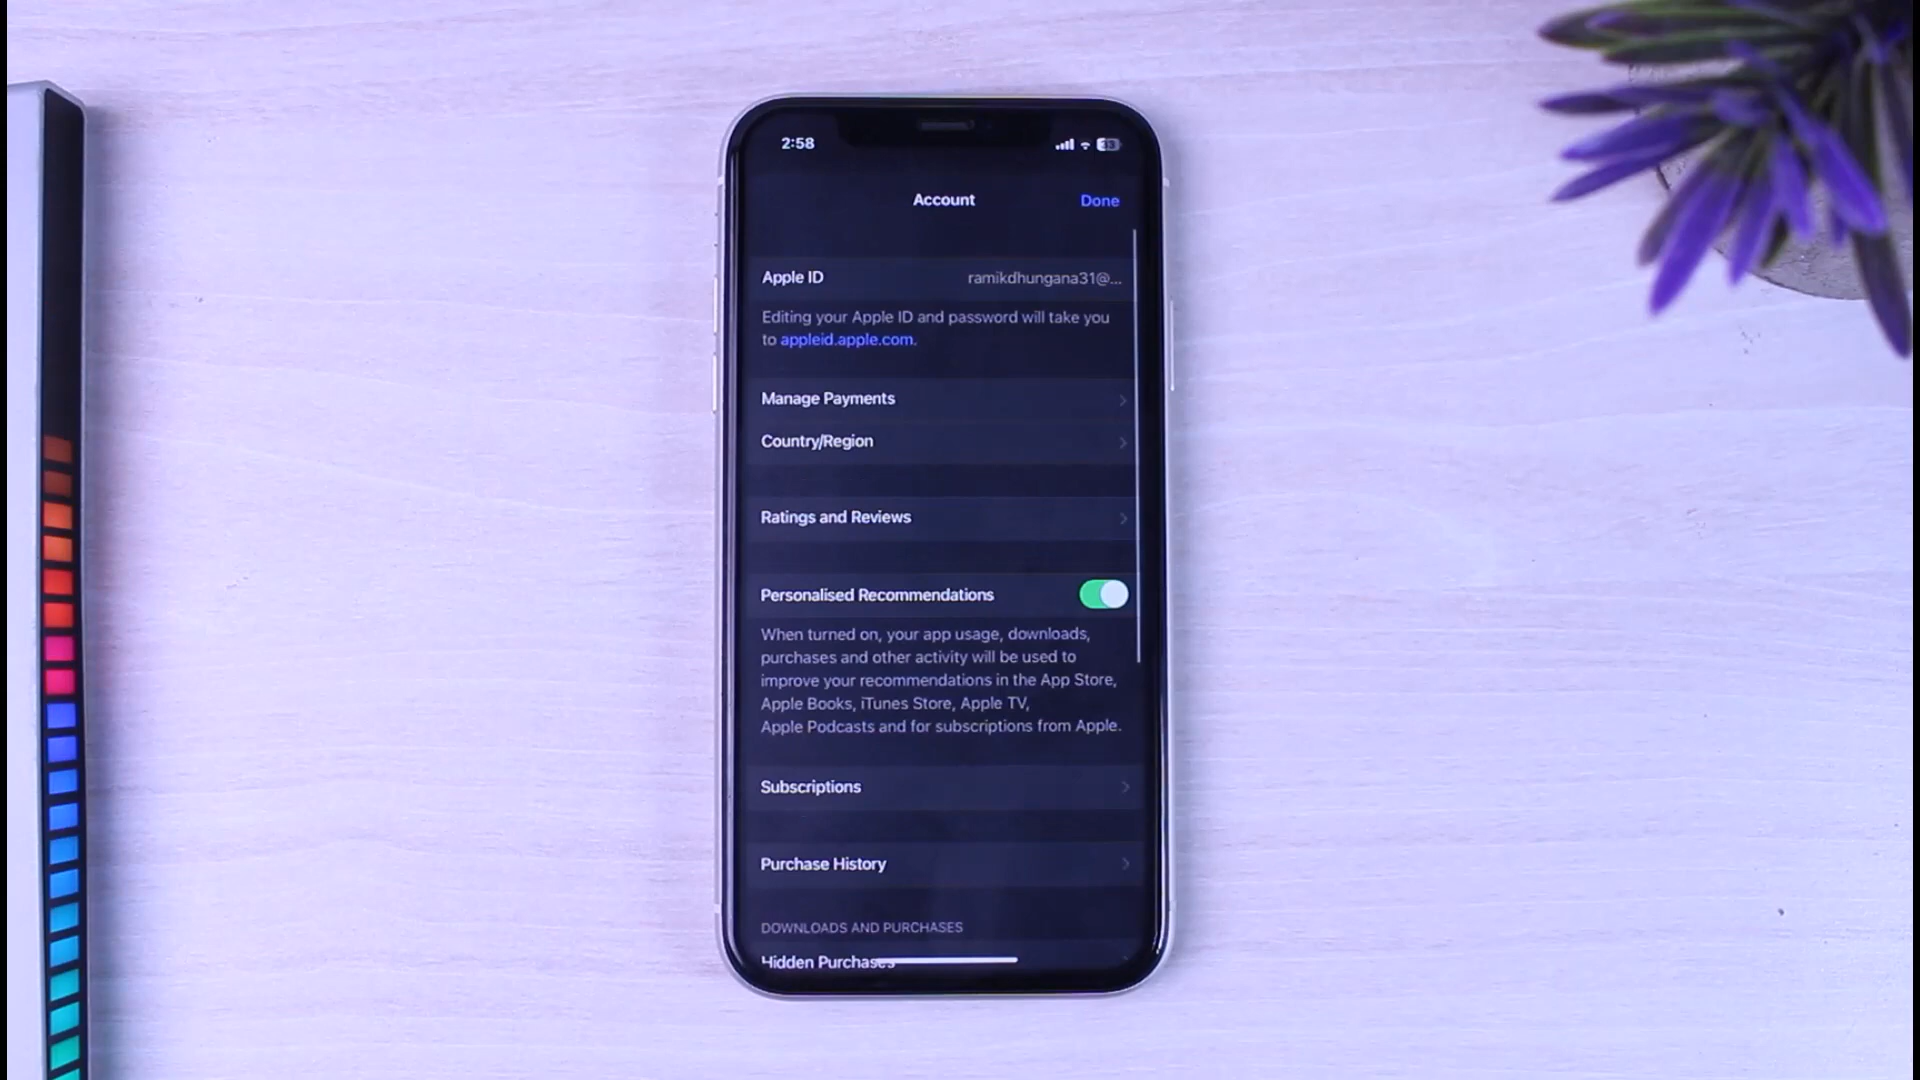 2:58
33
Account
Done
Apple ID
ramikdhungana31@...
Editing your Apple ID and password will take you
to appleid.apple.com.
Manage Payments
Country/Region
Ratings and Reviews
Personalised Recommendations
When turned on, your app usage, downloads,
purchases and other activity will be used to
improve your recommendations in the App Store,
Apple Books, iTunes Store, Apple TV,
Apple Podcasts and for subscriptions from Apple.
Subscriptions
Purchase History
DOWNLOADS AND PURCHASES
Hidden Purchases